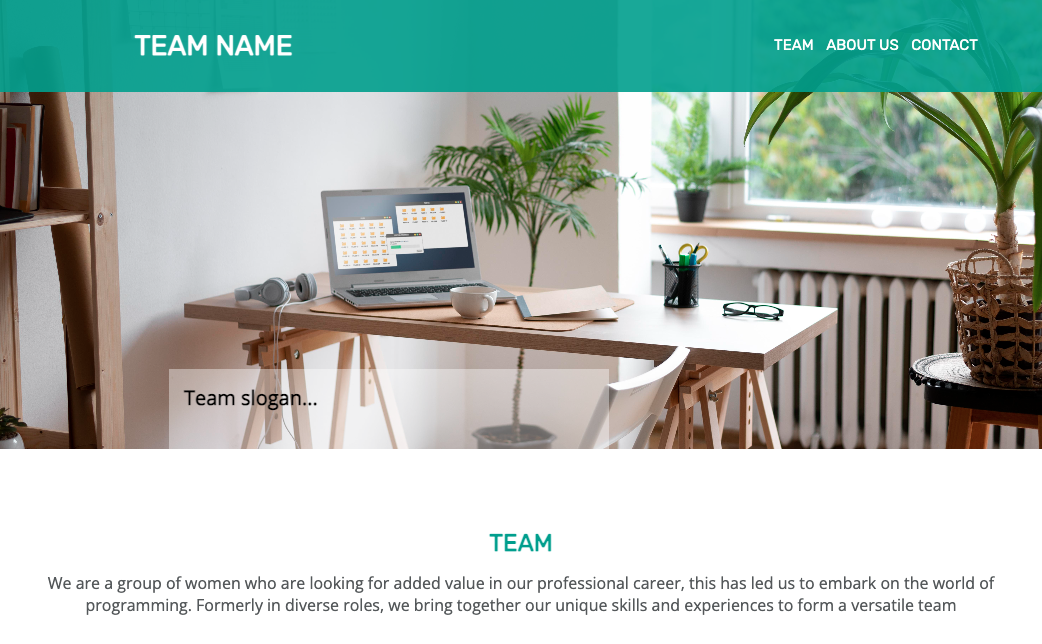 TEAM NAME
TEAM ABOUT US CONTACT
Team slogan...
TEAM
We are a group of women who are looking for added value in our professional career, this has led us to embark on the world of
programming. Formerly in diverse roles, we bring together our unique skills and experiences to form a versatile team